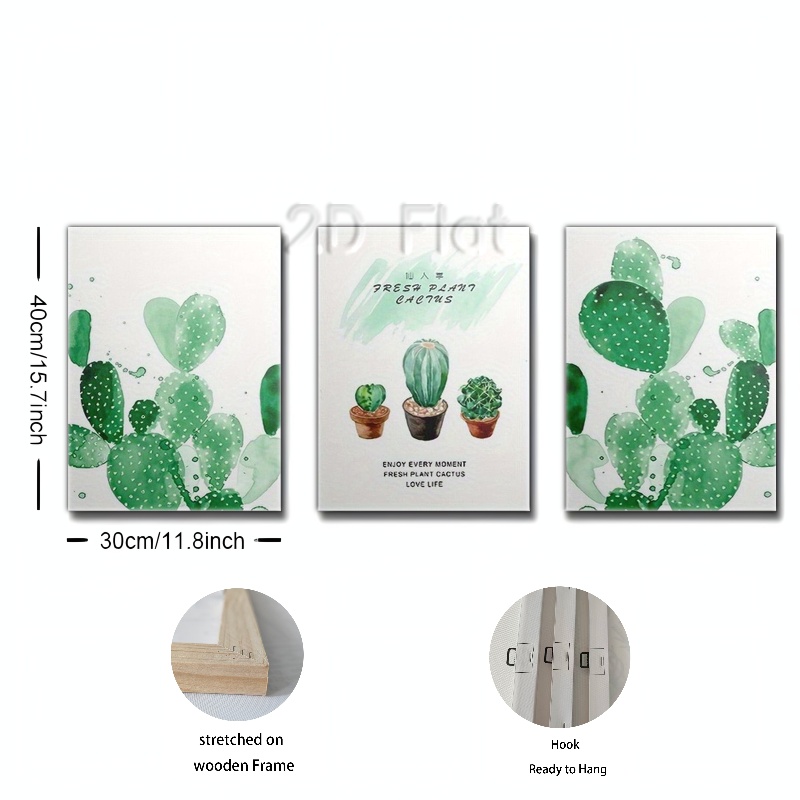 2D Flat
仙人掌
FRESH PLANT
CACTUS
ENJOY EVERY MOMENT
FRESH PLANT CACTUS
LOVE LIFE
40cm/15.7inch
30cm/11.8inch
stretched on
wooden Frame
Hook
Ready to Hang